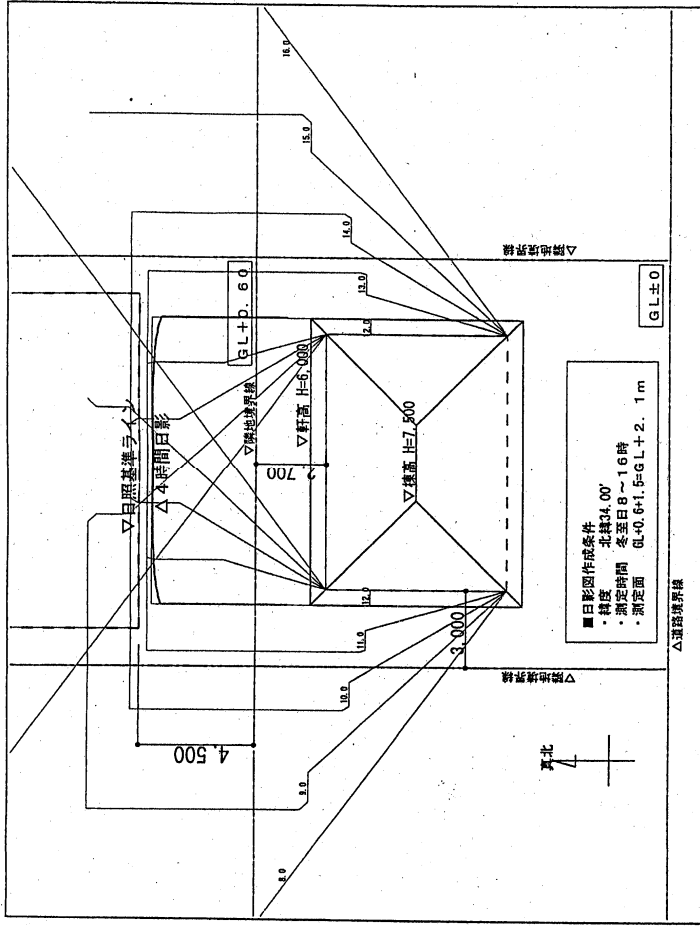 16.0
15.0
14.0
13.0
12.0
▽日照基準ライン
△4時間日影
GL+0.60
▽隣地境界線
△隣地境界線
▽軒高 H=6,000
2,700
▽棟高 H=7,500
GL±0
■日影図作成条件
・緯度 北緯34.00′
・測定時間 冬至日8～16時
・測定面 GL+0.6+1.5=GL+2.1m
△道路境界線
12.0
11.0
3,000
10.0
▽隣地境界線
4,500
9.0
8.0
真北